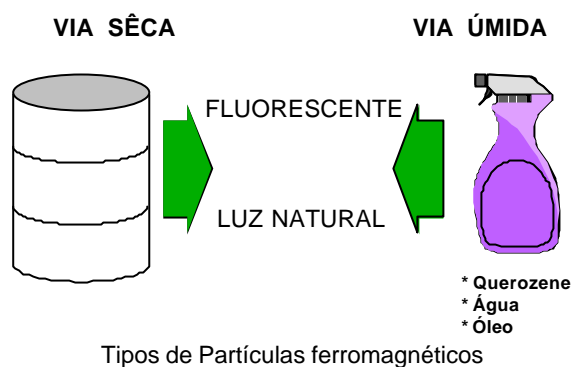 VIA SÊCA
VIA ÚMIDA
FLUORESCENTE
LUZ NATURAL
* Querozene
* Água
* Óleo
Tipos de Partículas ferromagnéticos